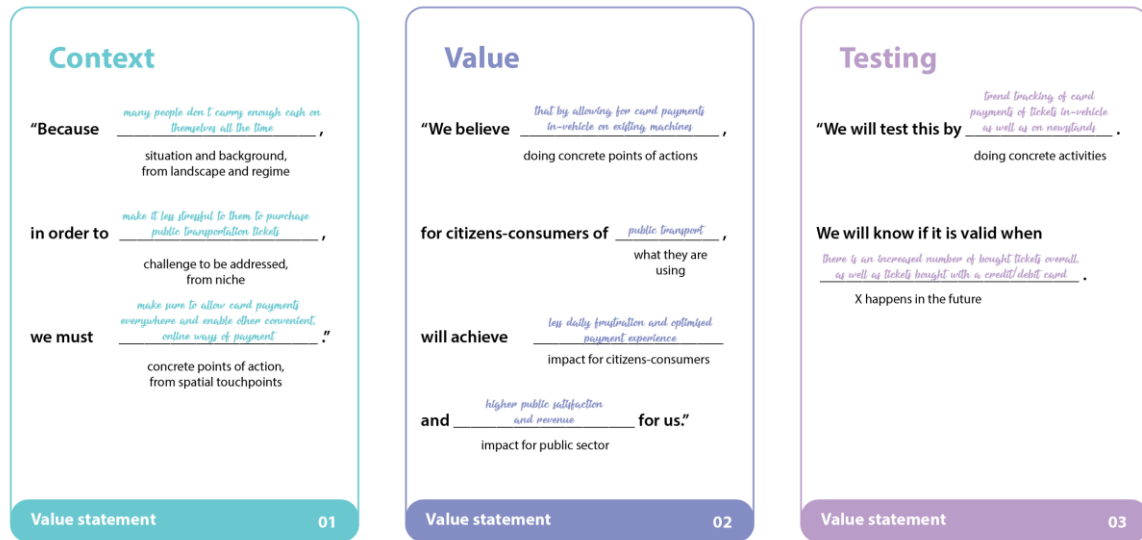 Context
many people don't carry enough cash on
themselves all the time
"Because ,
situation and background,
from landscape and regime
make it less stressful to them to purchase
public transportation tickets
in order to ,
challenge to be addressed,
from niche
make sure to allow card payments
everywhere and enable other convenient,
online ways of payment
we must ."
concrete points of action,
from spatial touchpoints
Value statement 01
Value
that by allowing for card payments
in-vehicle on existing machines
"We believe ,
doing concrete points of actions
for citizens-consumers of public transport ,
what they are
using
less daily frustration and optimised
payment experience
will achieve
impact for citizens-consumers
higher public satisfaction
and revenue
and for us."
impact for public sector
Value statement 02
Testing
trend tracking of card
payments of tickets in-vehicle
as well as on newsstands
"We will test this by .
doing concrete activities
We will know if it is valid when
there is an increased number of bought tickets overall,
as well as tickets bought with a credit/debit card .
X happens in the future
Value statement 03